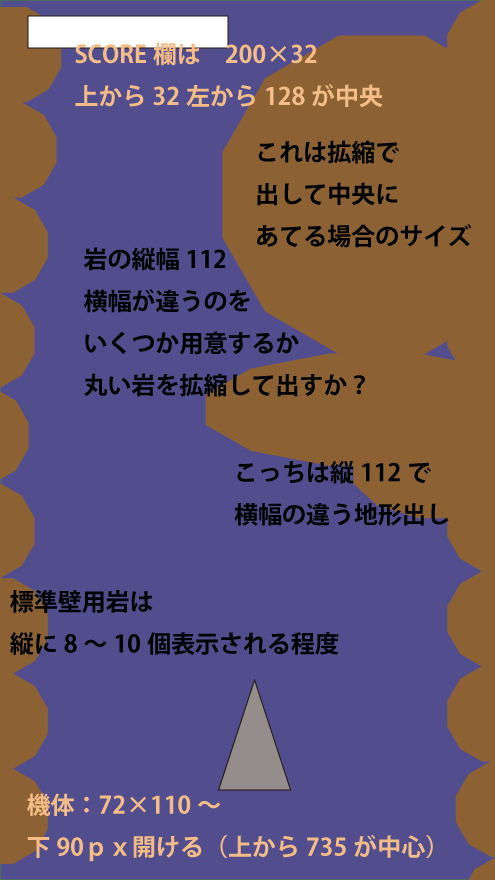 SCORE 欄は　200×32
上から 32 左から 128 が中央
これは拡縮で
出して中央に
あてる場合のサイズ
岩の縦幅 112
横幅が違うのを
いくつか用意するか
丸い岩を拡縮して出すか？
こっちは縦 112 で
横幅の違う地形出し
標準壁用岩は
縦に 8 ～ 10 個表示される程度
機体：72×110 ～
下 90ｐｘ開ける（上から 735 が中心）